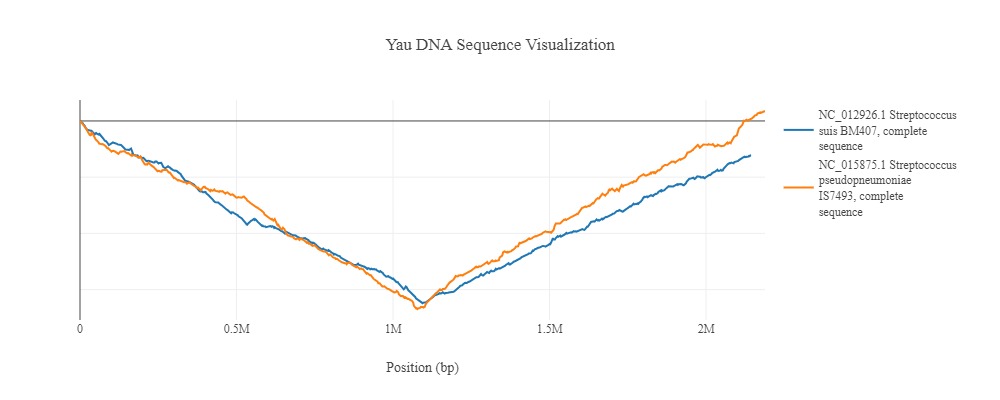 Yau DNA Sequence Visualization
NC_012926.1 Streptococcus
suis BM407, complete
sequence
NC_015875.1 Streptococcus
pseudopneumoniae
IS7493, complete
sequence
0
0.5M
1M
1.5M
2M
Position (bp)